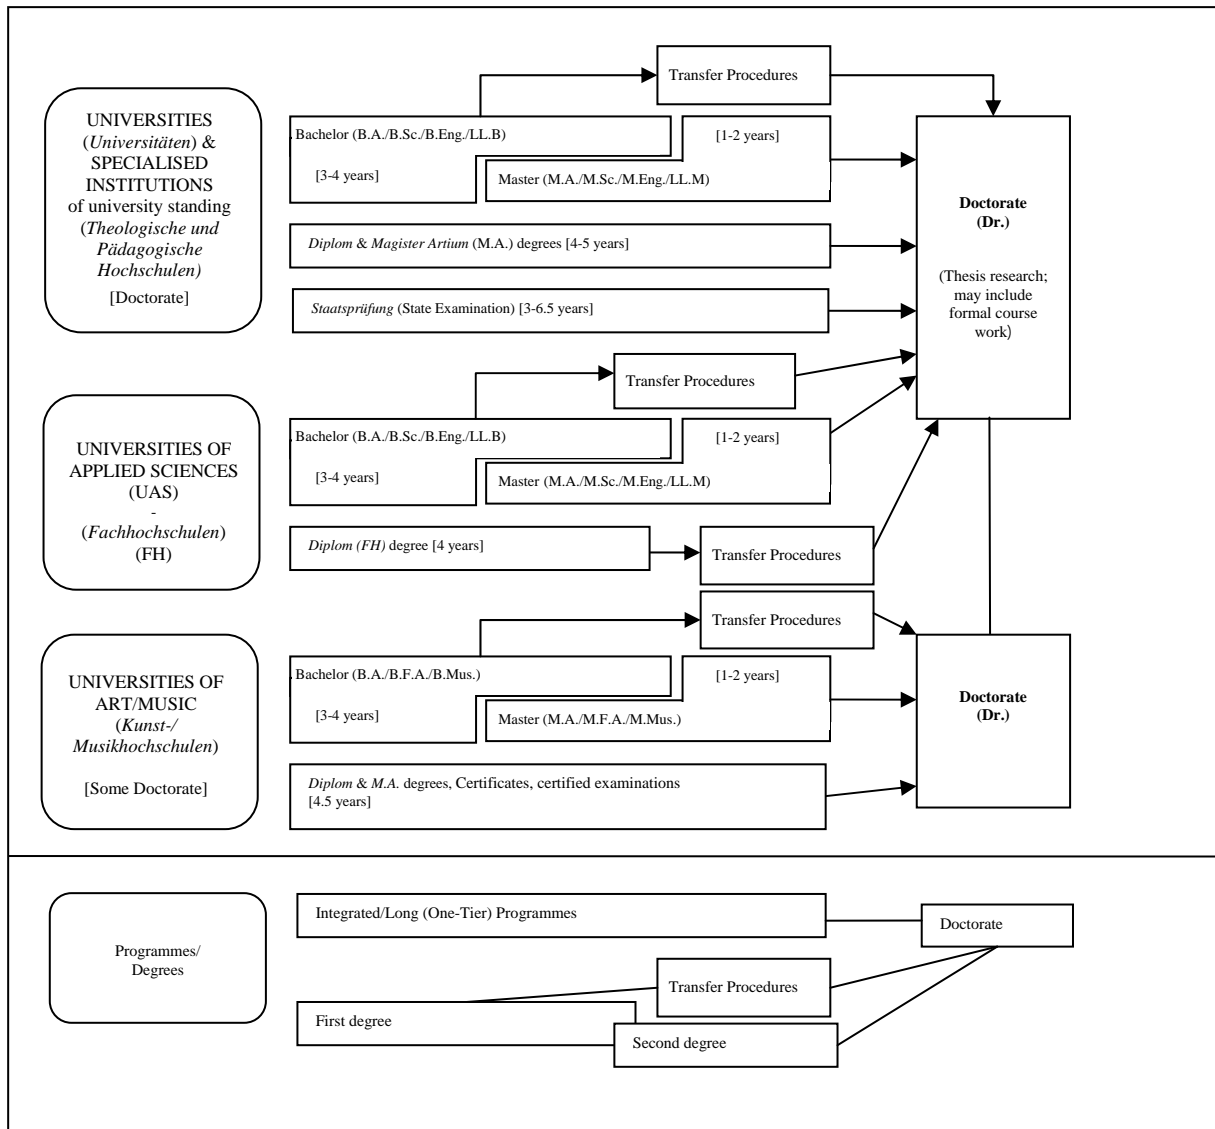 Transfer Procedures
UNIVERSITIES
(Universitäten) &
SPECIALISED
INSTITUTIONS
of university standing
(Theologische und
Pädagogische
Hochschulen)
[Doctorate]
Bachelor (B.A./B.Sc./B.Eng./LL.B)
[3-4 years]
[1-2 years]
Master (M.A./M.Sc./M.Eng./LL.M)
Diplom & Magister Artium (M.A.) degrees [4-5 years]
Staatsprüfung (State Examination) [3-6.5 years]
Doctorate
(Dr.)
(Thesis research;
may include
formal course
work)
Transfer Procedures
UNIVERSITIES OF
APPLIED SCIENCES
(UAS)
-
(Fachhochschulen)
(FH)
Bachelor (B.A./B.Sc./B.Eng./LL.B)
[3-4 years]
[1-2 years]
Master (M.A./M.Sc./M.Eng./LL.M)
Diplom (FH) degree [4 years]
Transfer Procedures
Transfer Procedures
UNIVERSITIES OF
ART/MUSIC
(Kunst-/
Musikhochschulen)
[Some Doctorate]
Bachelor (B.A./B.F.A./B.Mus.)
[3-4 years]
[1-2 years]
Master (M.A./M.F.A./M.Mus.)
Diplom & M.A. degrees, Certificates, certified examinations
[4.5 years]
Doctorate
(Dr.)
Programmes/
Degrees
Integrated/Long (One-Tier) Programmes
Doctorate
Transfer Procedures
First degree
Second degree